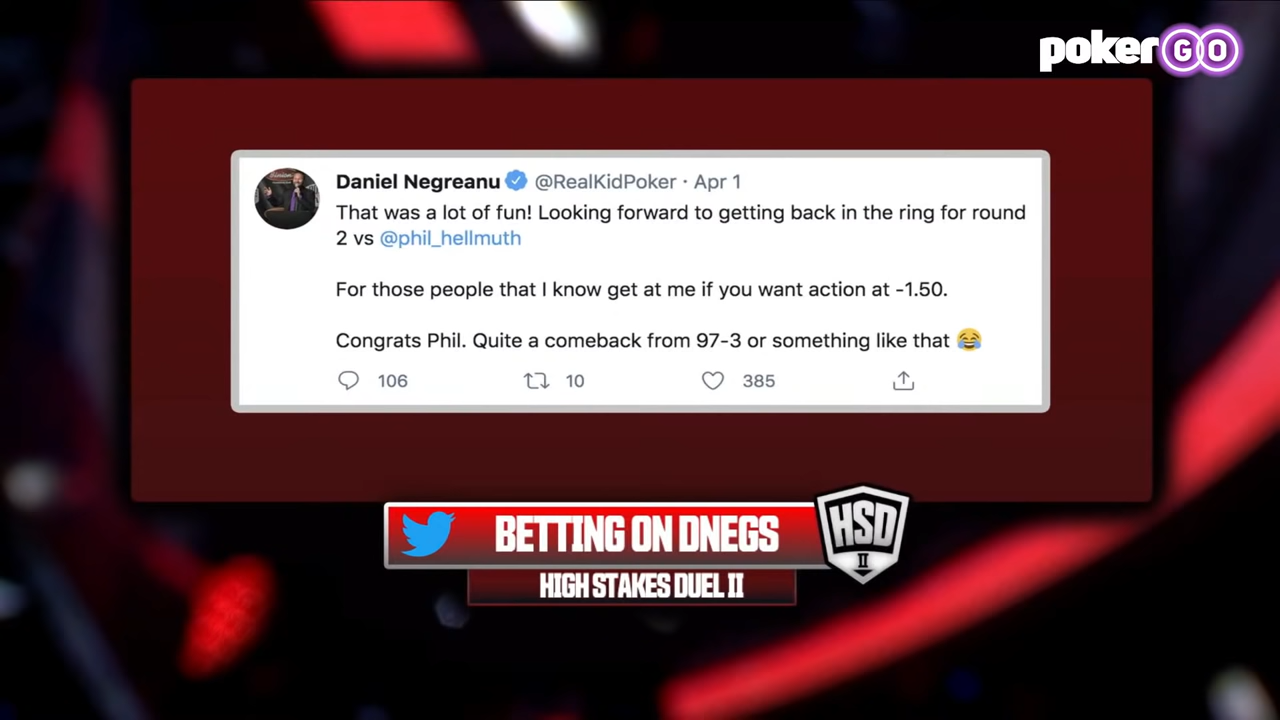 poker GO
Daniel Negreanu @RealKidPoker · Apr 1
That was a lot of fun! Looking forward to getting back in the ring for round
2 vs @phil_hellmuth
For those people that I know get at me if you want action at -1.50.
Congrats Phil. Quite a comeback from 97-3 or something like that 😂
106 10 385
BETTING ON DNEGS
HSD
II
HIGH STAKES DUEL II